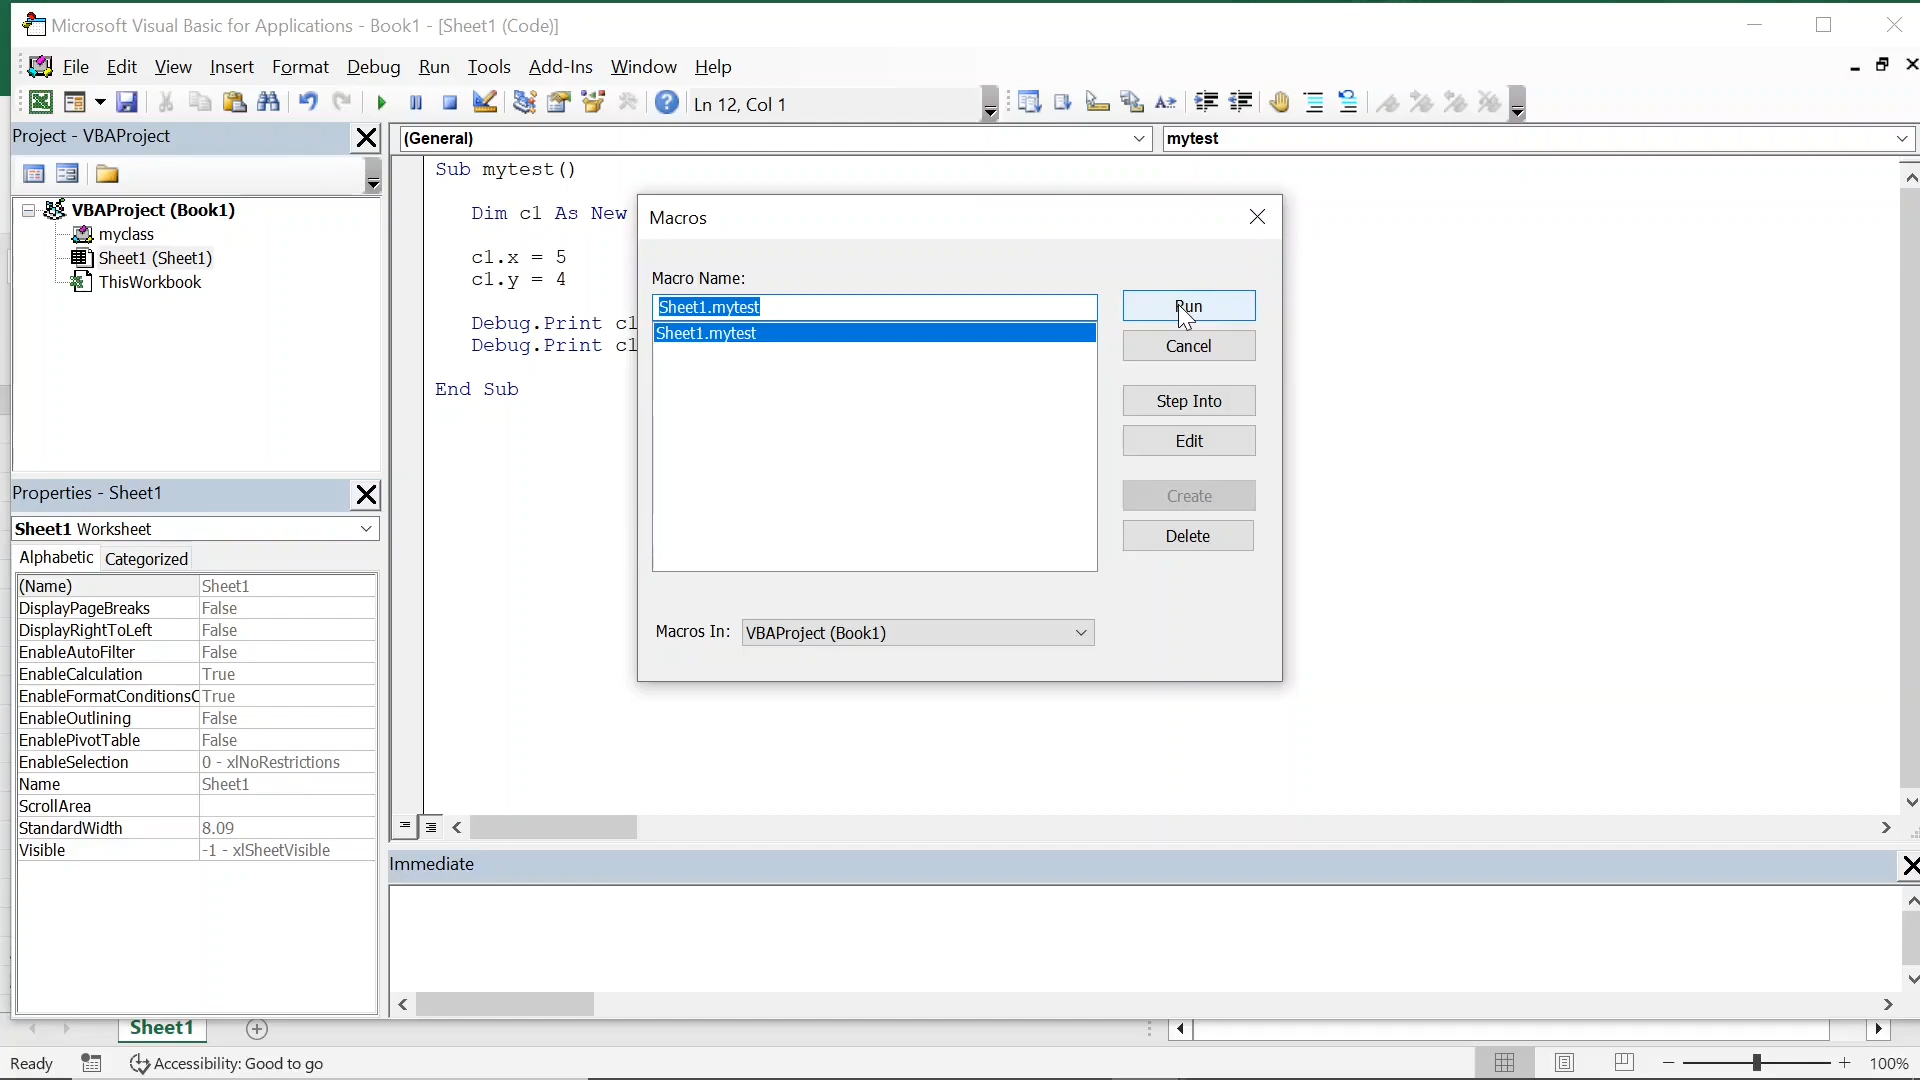 Microsoft Visual Basic for Applications - Book1 - [Sheet1 (Code)]
File Edit View Insert Format Debug Run Tools Add-Ins Window Help
Ln 12, Col 1
Project - VBAProject
(General)
mytest
VBAProject (Book1)
myclass
Sheet1 (Sheet1)
ThisWorkbook
Sub mytest()
Dim c1 As New
c1.x = 5
c1.y = 4
Debug.Print c1
Debug.Print c1
End Sub
Macros
Macro Name:
Sheet1.mytest
Sheet1.mytest
Run
Cancel
Step Into
Edit
Create
Delete
Macros In: VBAProject (Book1)
Properties - Sheet1
Sheet1 Worksheet
Alphabetic Categorized
(Name) Sheet1
DisplayPageBreaks False
DisplayRightToLeft False
EnableAutoFilter False
EnableCalculation True
EnableFormatConditionsC True
EnableOutlining False
EnablePivotTable False
EnableSelection 0 - xlNoRestrictions
Name Sheet1
ScrollArea
StandardWidth 8.09
Visible -1 - xlSheetVisible
Immediate
Sheet1
Ready Accessibility: Good to go 100%